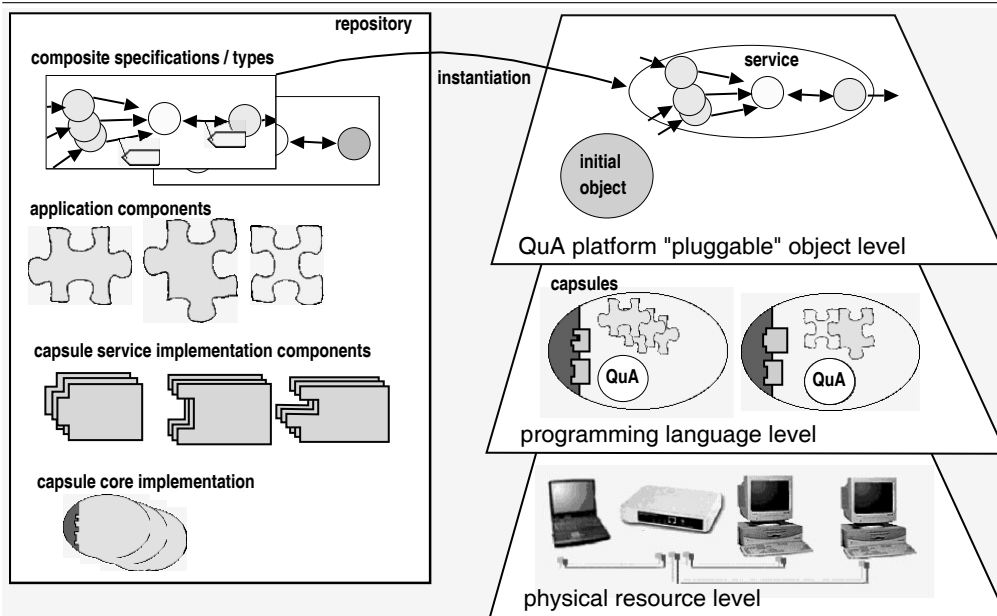 repository
composite specifications / types
application components
capsule service implementation components
capsule core implementation
instantiation
service
initial
object
QuA platform "pluggable" object level
capsules
QuA
QuA
programming language level
physical resource level